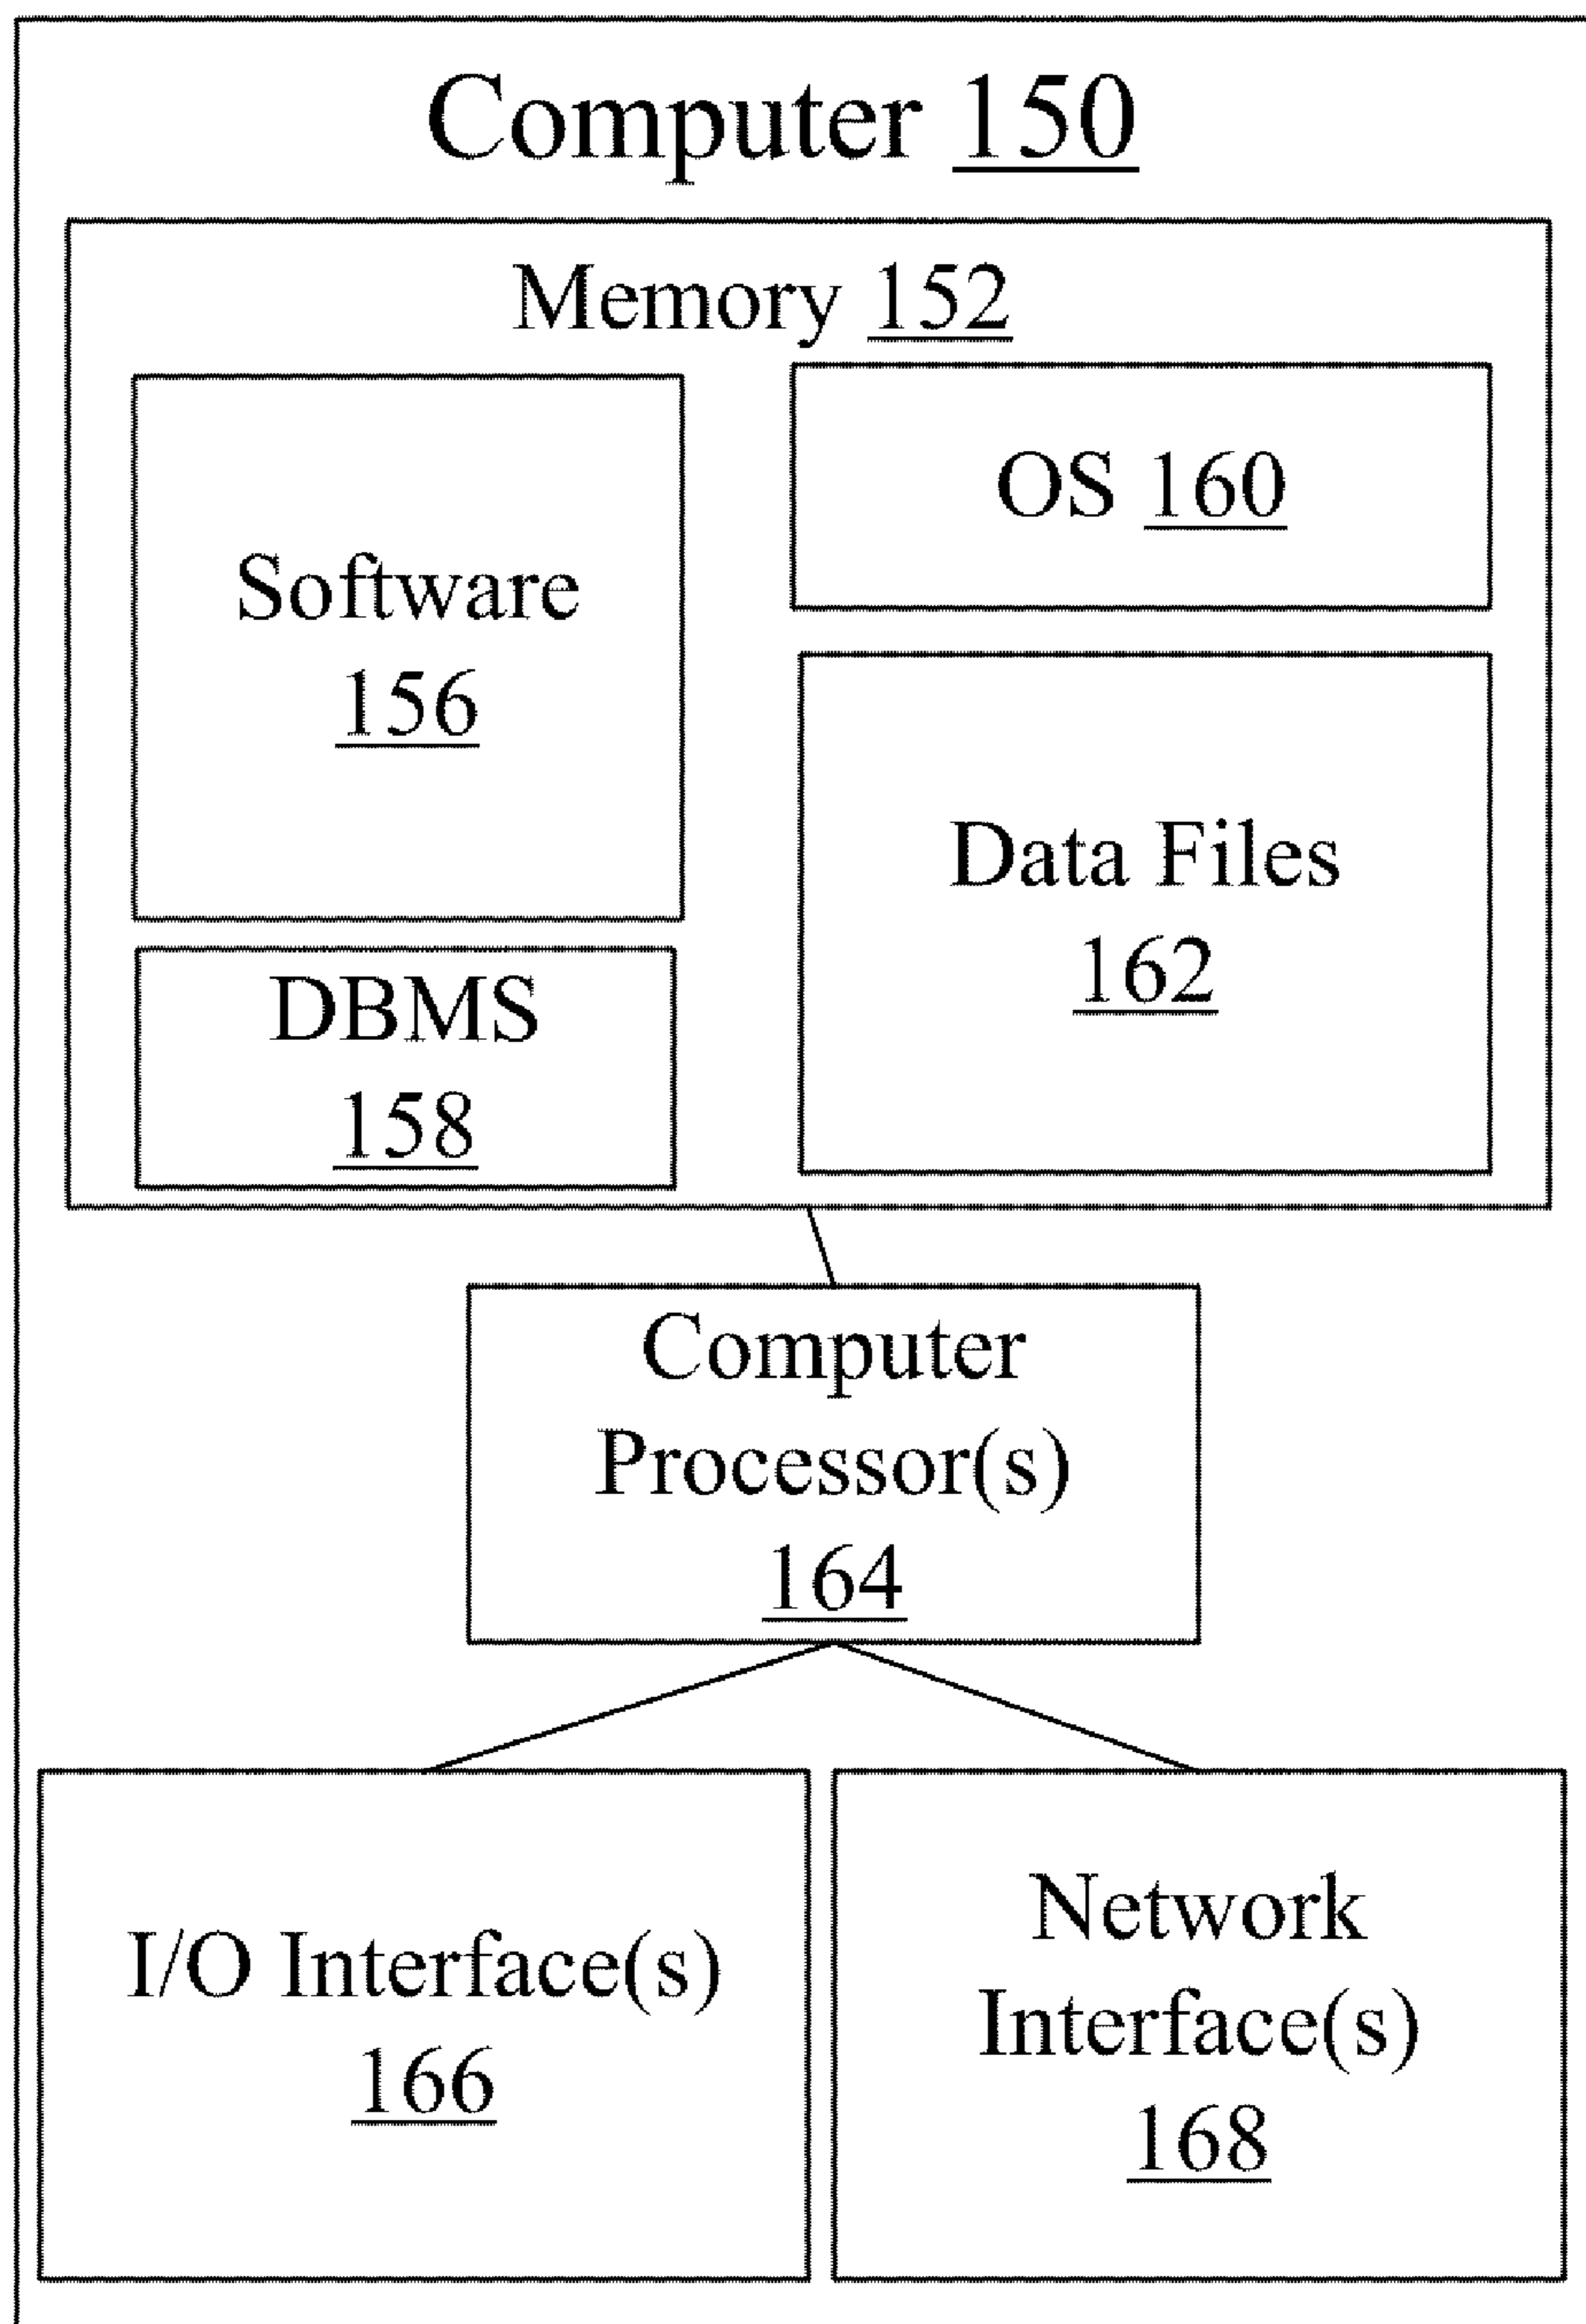 Computer 150
Memory 152
Software
156
OS 160
Data Files
162
DBMS
158
Computer
Processor(s)
164
I/O Interface(s)
166
Network
Interface(s)
168